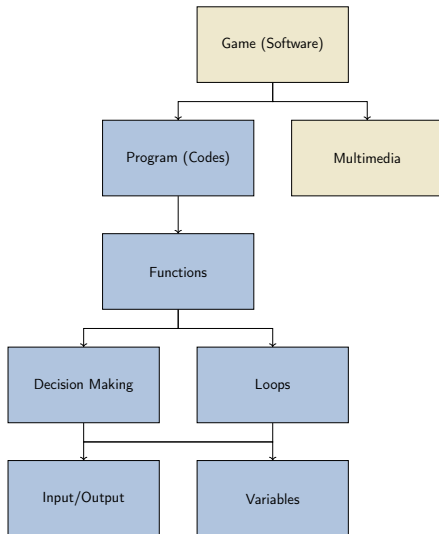 Game (Software)
Program (Codes)
Multimedia
Functions
Decision Making
Loops
Input/Output
Variables